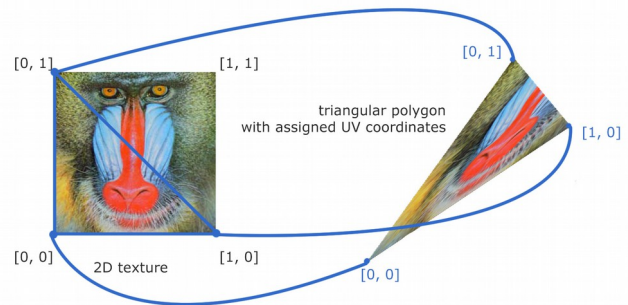 [0, 1]
[1, 1]
[0, 1]
triangular polygon
with assigned UV coordinates
[1, 0]
[0, 0]
[1, 0]
2D texture
[0, 0]